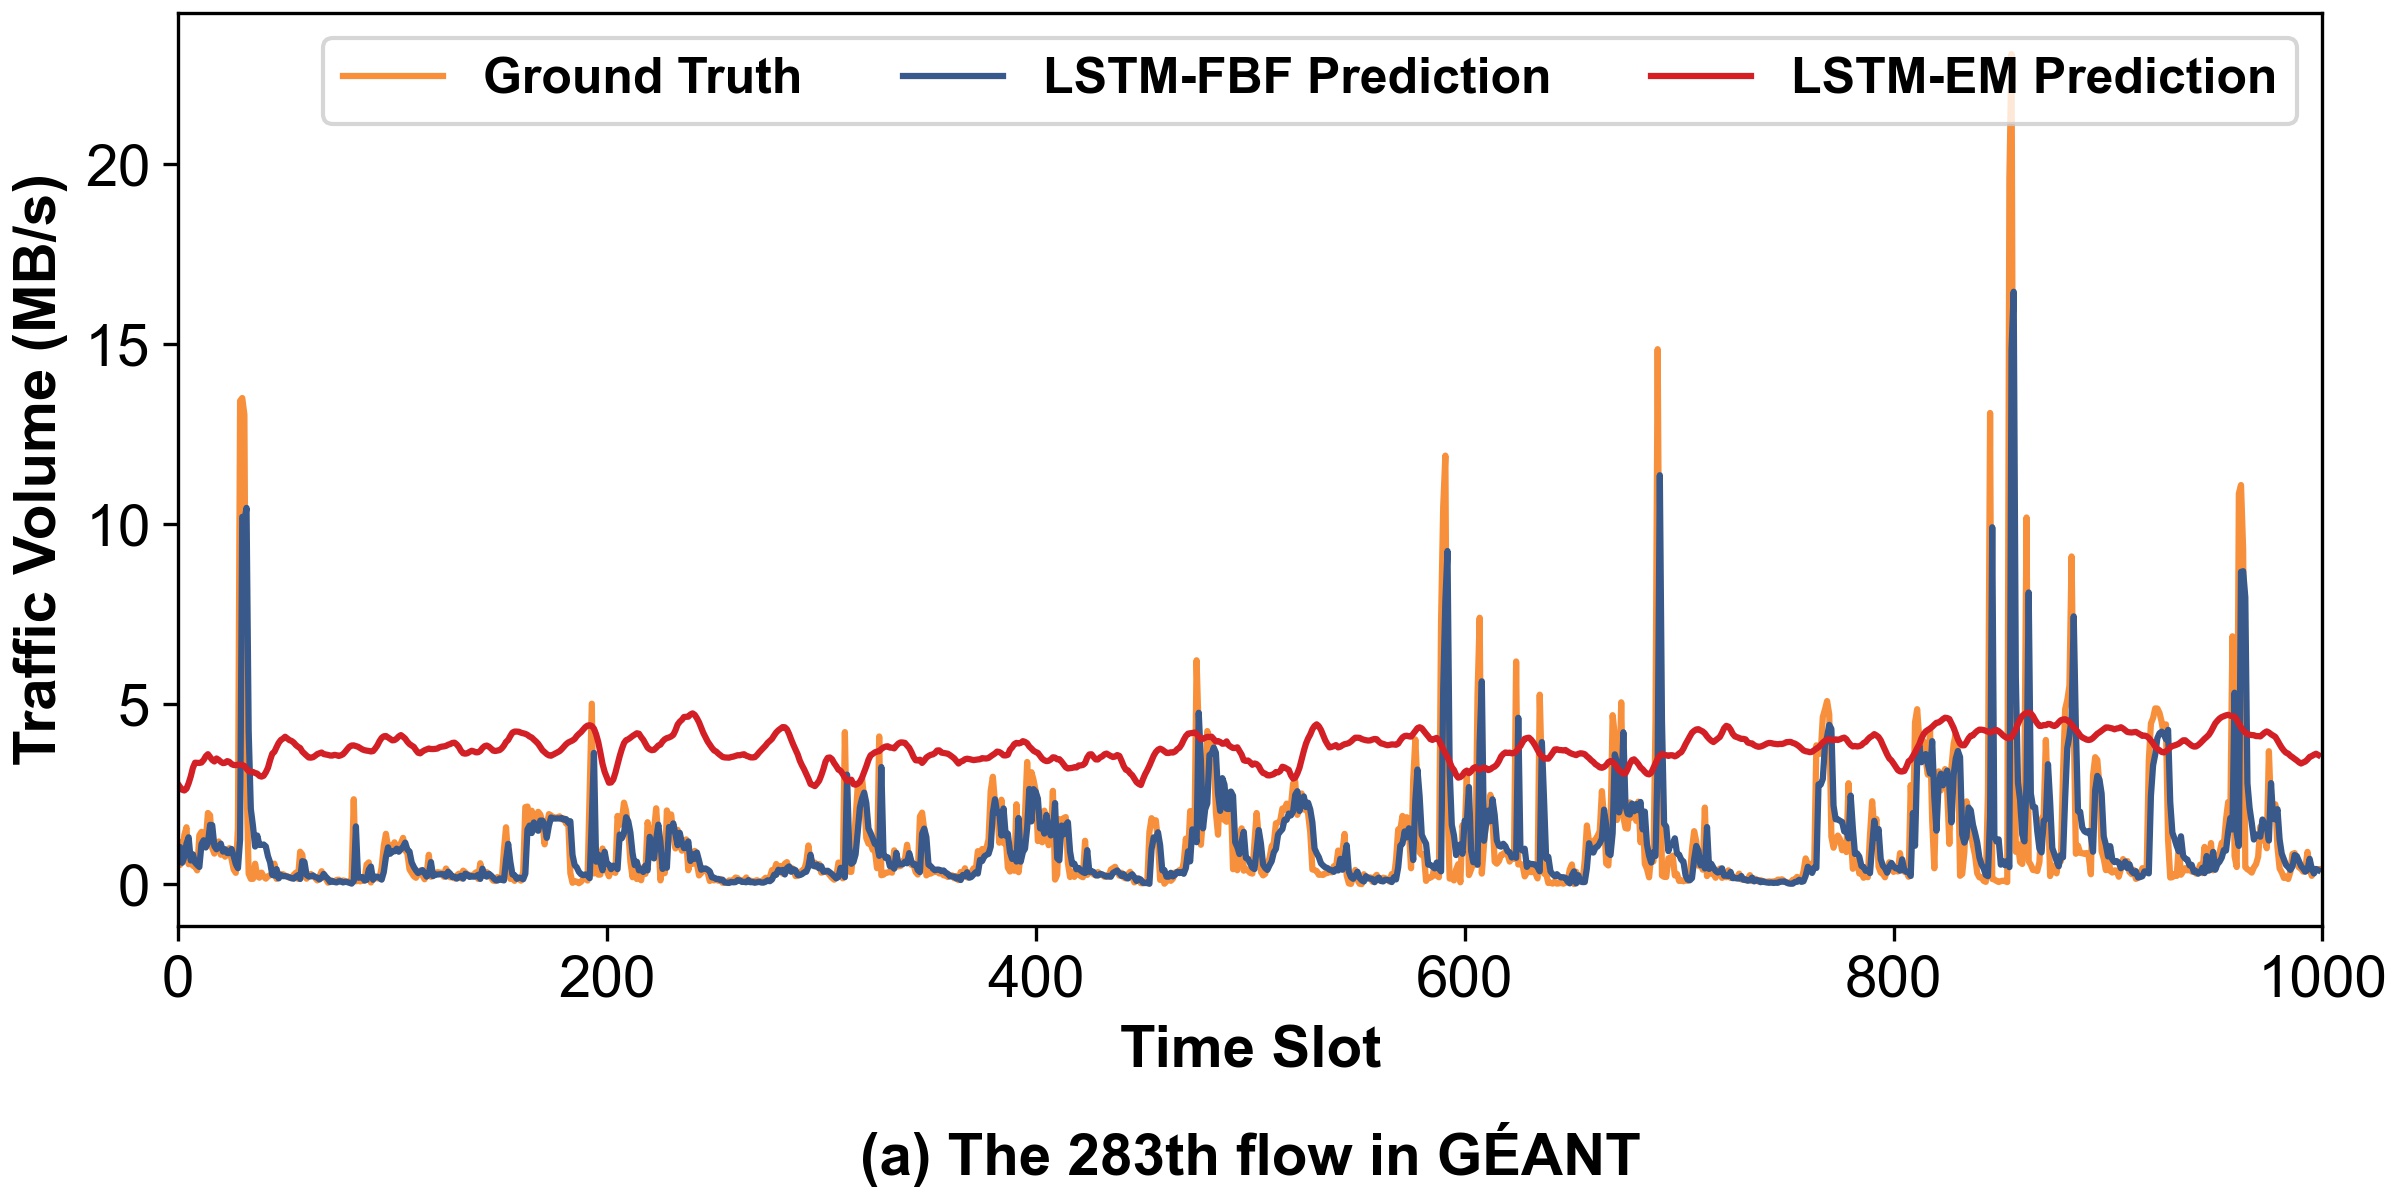 Ground Truth LSTM-FBF Prediction LSTM-EM Prediction
Traffic Volume (MB/s)
20
15
10
5
0
0 200 400 600 800 1000
Time Slot
(a) The 283th flow in GÉANT